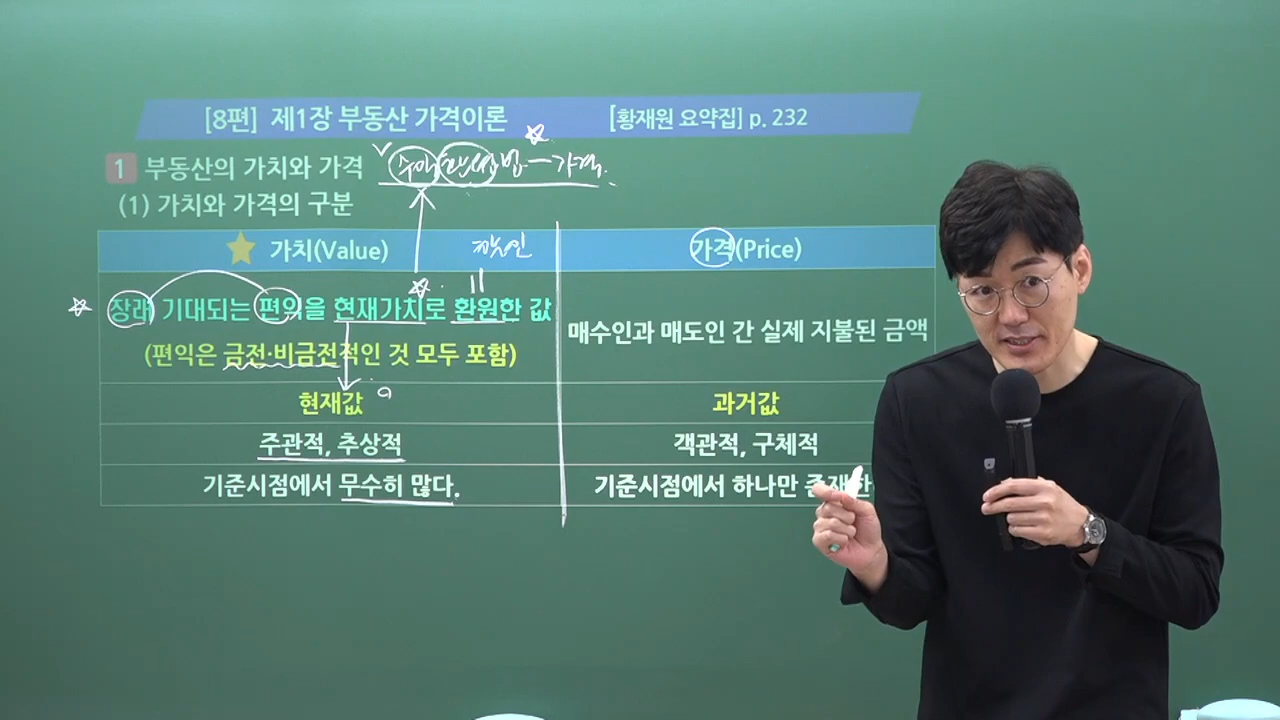 [8편] 제1장 부동산 가격이론 [황재원 요약집] p. 232
1 부동산의 가치와 가격
(1) 가치와 가격의 구분
가치(Value) 가격(Price)
장래 기대되는 편익을 현재가치로 환원한 값
(편익은 금전·비금전적인 것 모두 포함)
매수인과 매도인 간 실제 지불된 금액
현재값 과거값
주관적, 추상적 객관적, 구체적
기준시점에서 무수히 많다. 기준시점에서 하나만